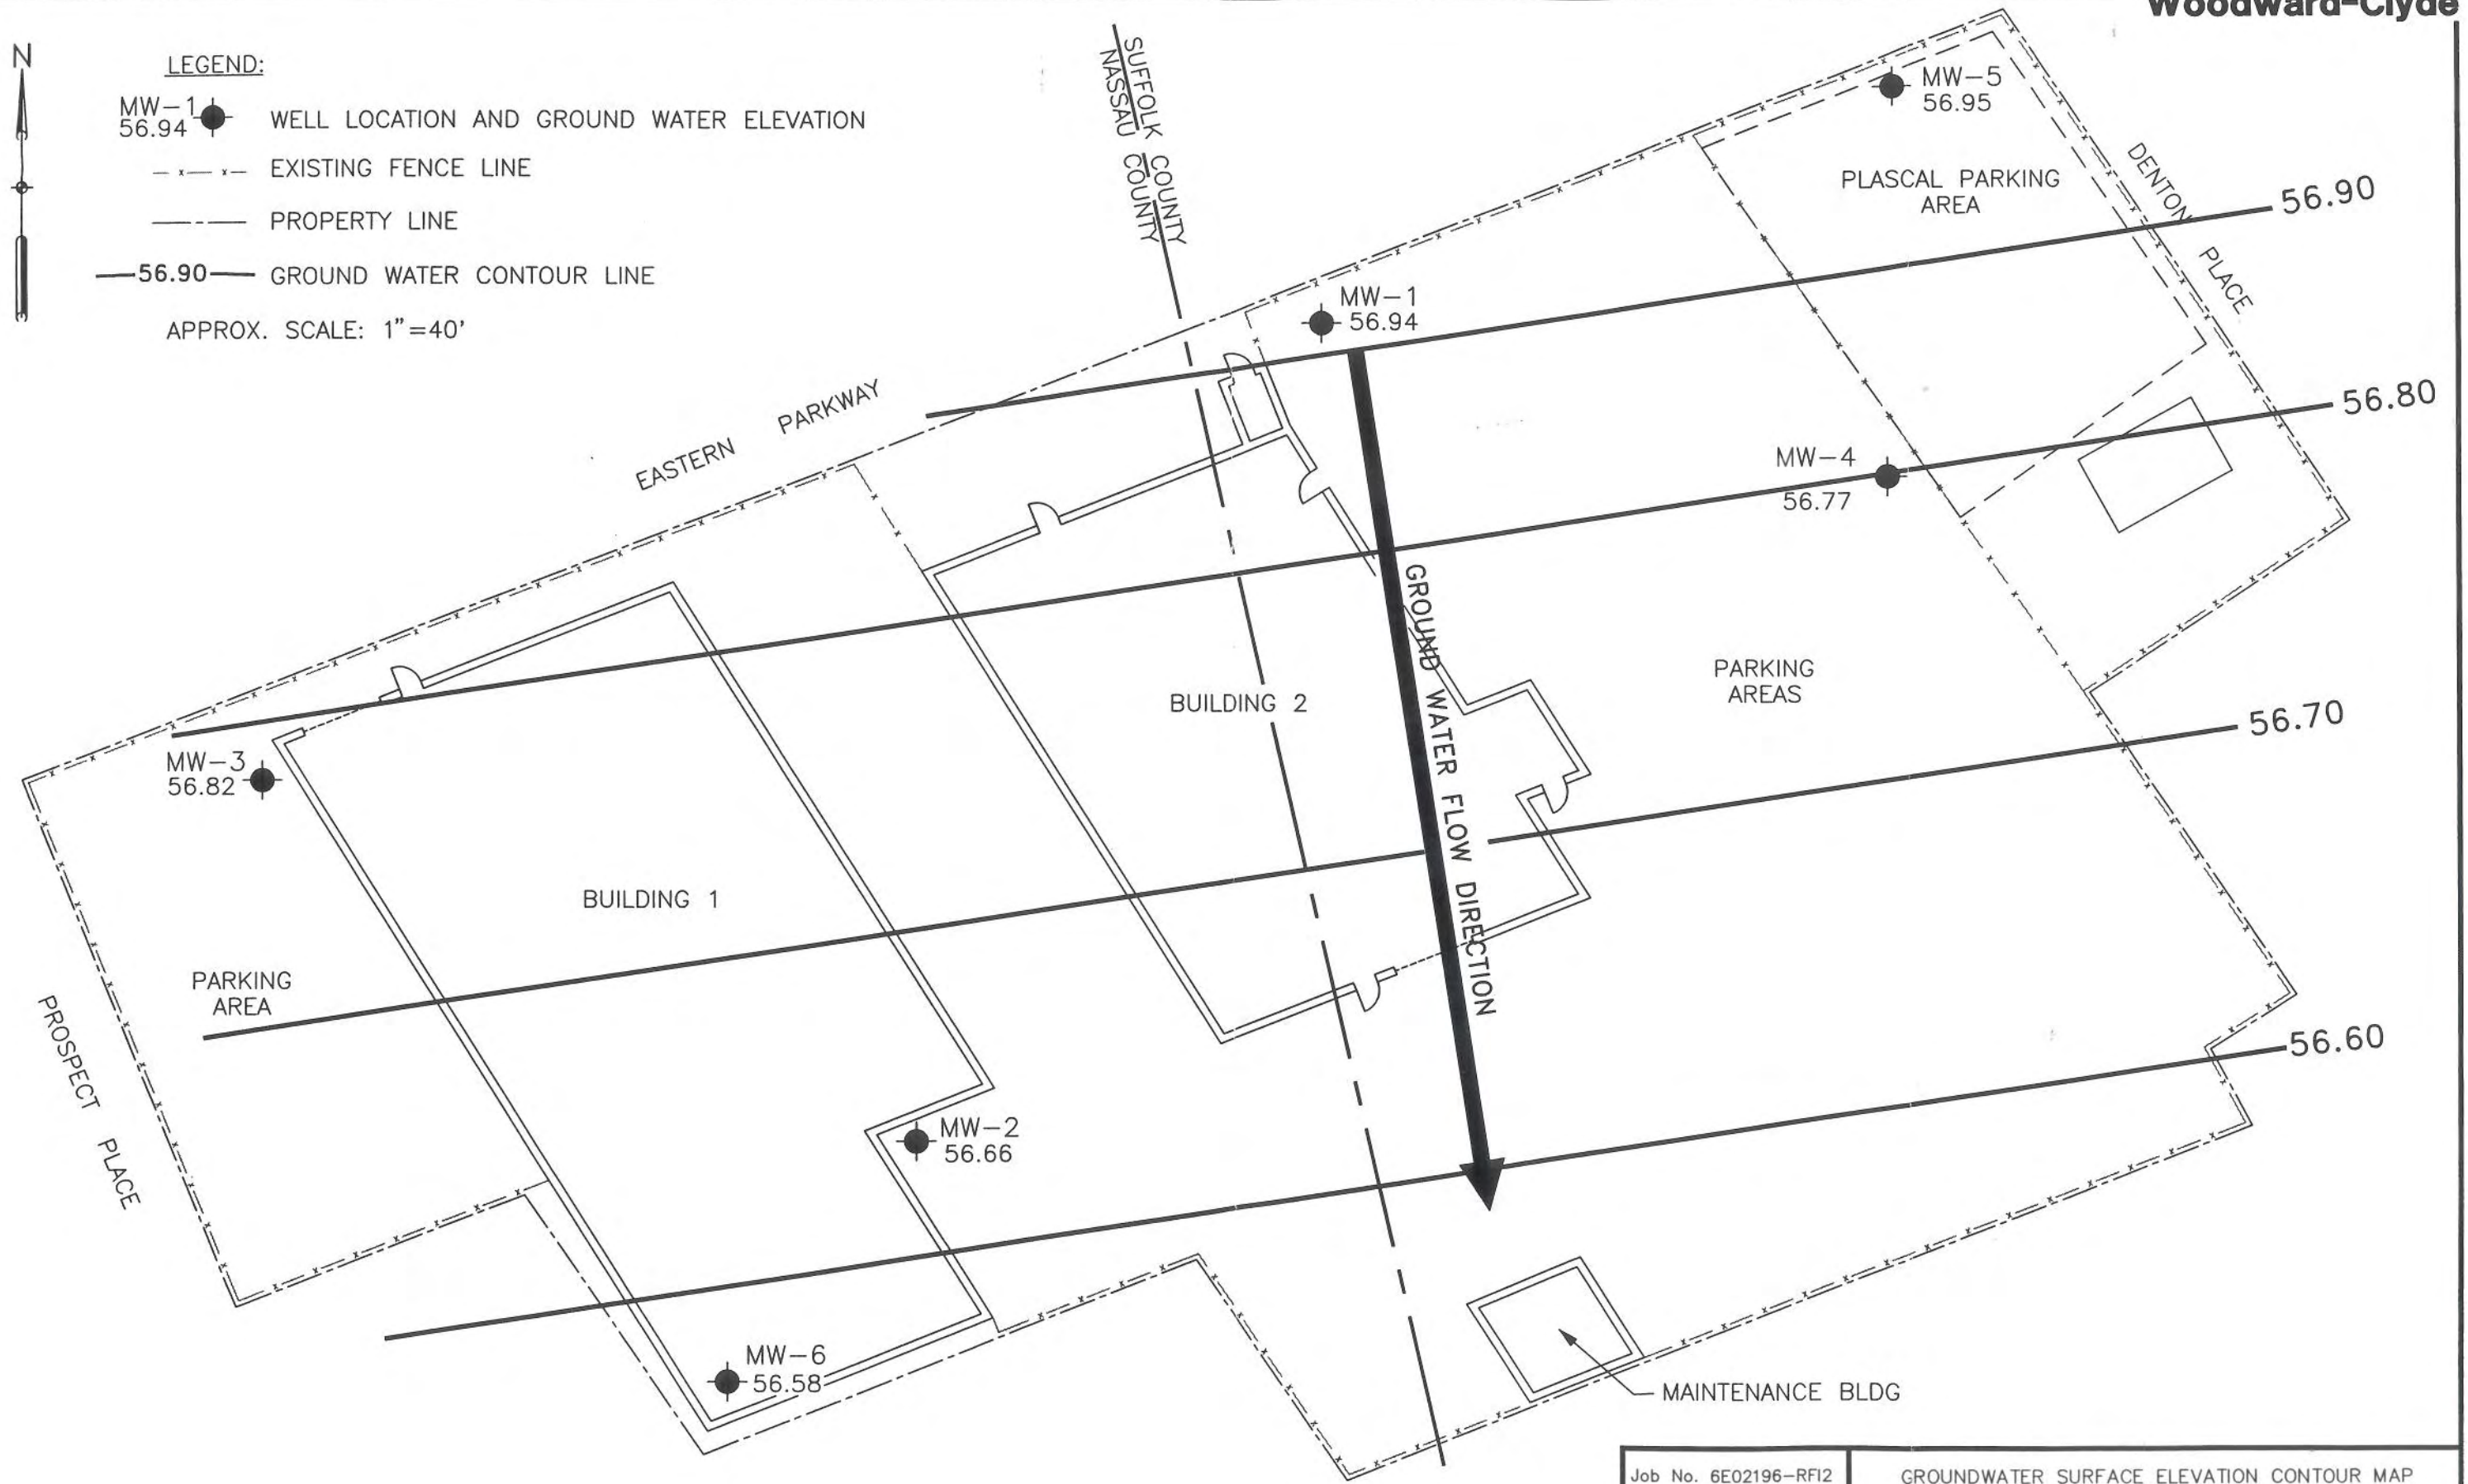 Woodward-Clyde
N
LEGEND:
MW-1
56.94
WELL LOCATION AND GROUND WATER ELEVATION
EXISTING FENCE LINE
PROPERTY LINE
56.90
GROUND WATER CONTOUR LINE
APPROX. SCALE: 1"=40'
SUFFOLK COUNTY
NASSAU COUNTY
MW-5
56.95
PLASCAL PARKING
AREA
DENTON PLACE
56.90
MW-1
56.94
EASTERN PARKWAY
56.80
MW-4
56.77
GROUND WATER FLOW DIRECTION
PARKING
AREAS
BUILDING 2
56.70
MW-3
56.82
BUILDING 1
PARKING
AREA
PROSPECT PLACE
56.60
MW-2
56.66
MW-6
56.58
MAINTENANCE BLDG
Job No. 6E02196-RFI2
GROUNDWATER SURFACE ELEVATION CONTOUR MAP